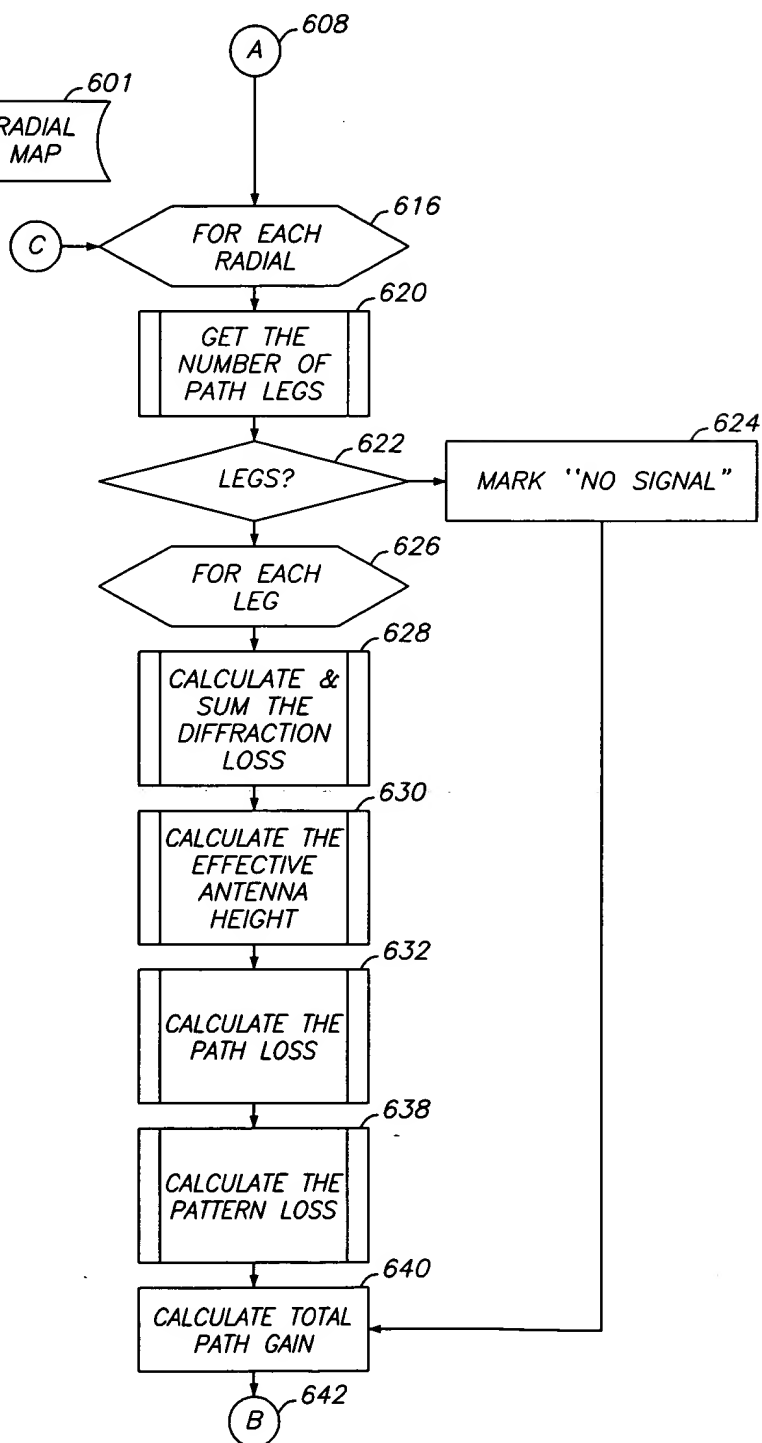 608
A
601
RADIAL
MAP
616
C
FOR EACH
RADIAL
620
GET THE
NUMBER OF
PATH LEGS
622
LEGS?
624
MARK "NO SIGNAL"
626
FOR EACH
LEG
628
CALCULATE &
SUM THE
DIFFRACTION
LOSS
630
CALCULATE THE
EFFECTIVE
ANTENNA
HEIGHT
632
CALCULATE THE
PATH LOSS
638
CALCULATE THE
PATTERN LOSS
640
CALCULATE TOTAL
PATH GAIN
642
B